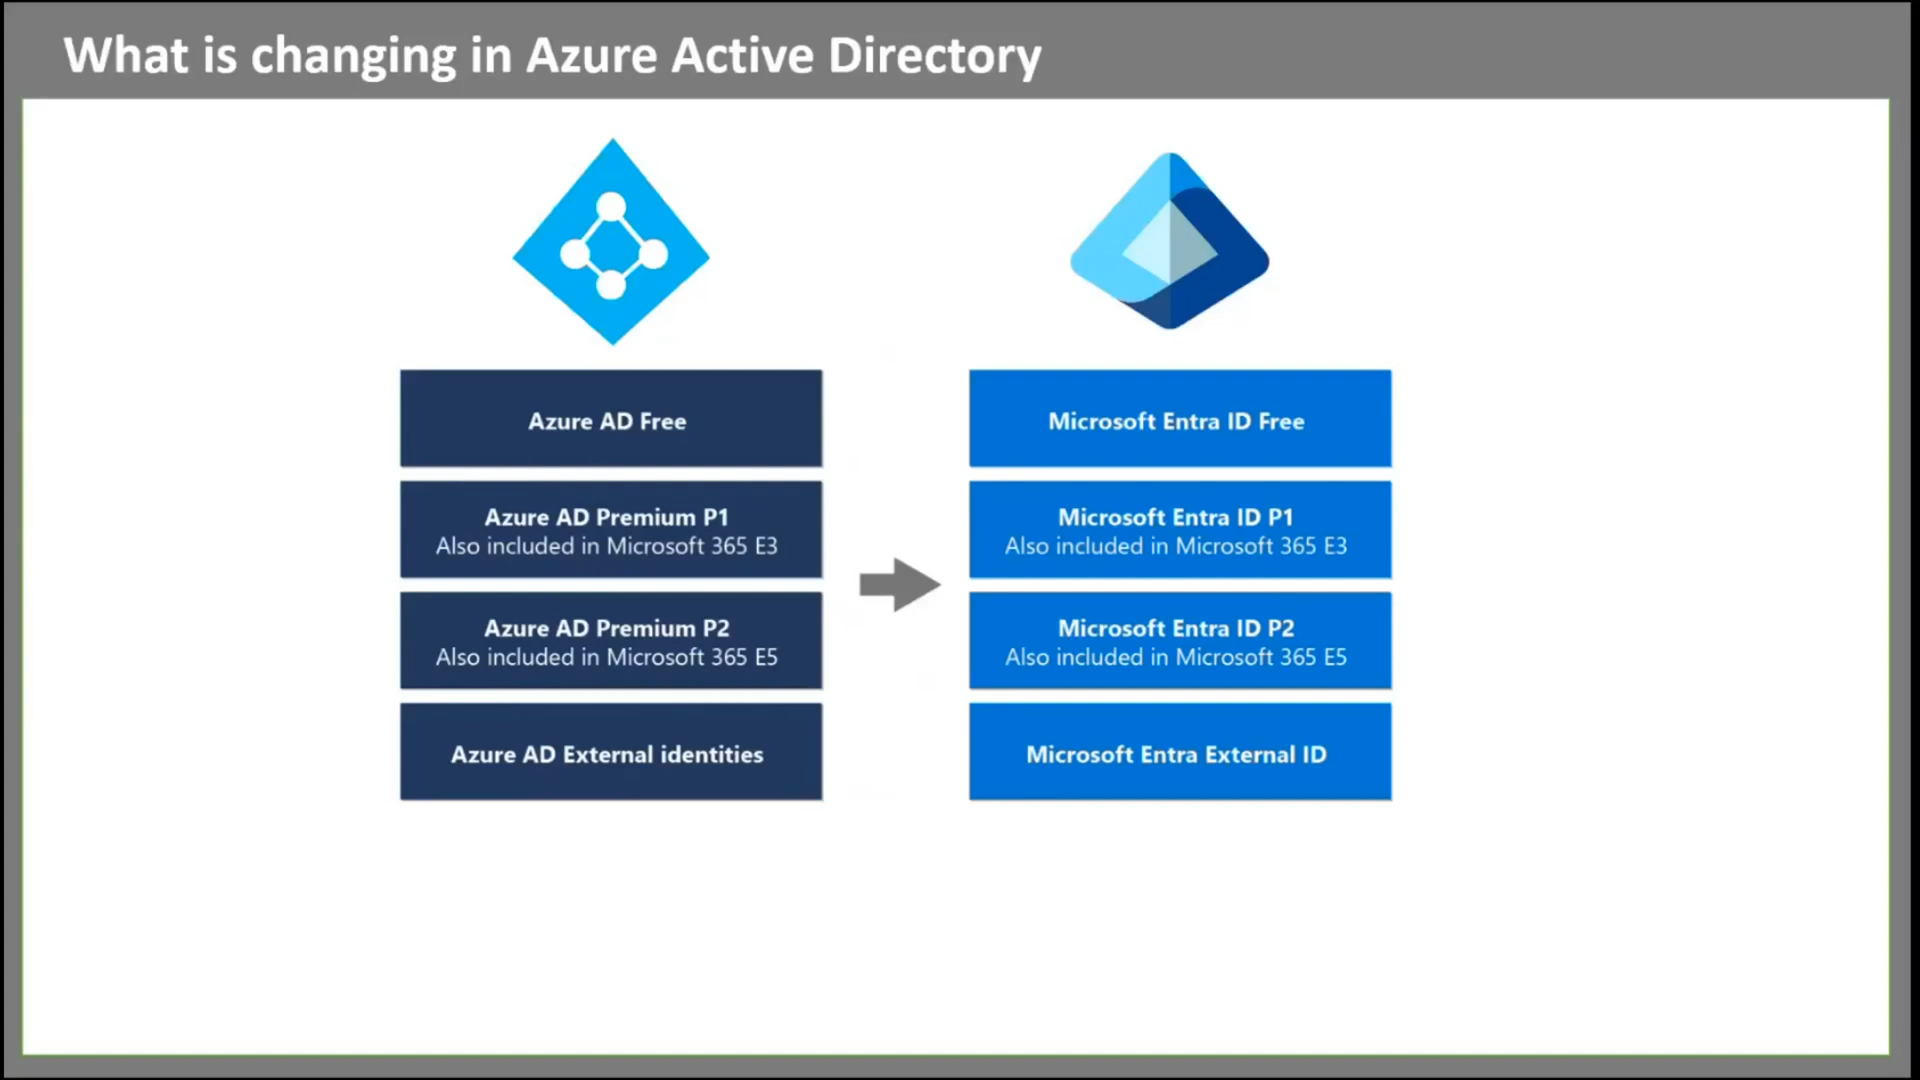 What is changing in Azure Active Directory
Azure AD Free
Azure AD Premium P1
Also included in Microsoft 365 E3
Azure AD Premium P2
Also included in Microsoft 365 E5
Azure AD External identities
Microsoft Entra ID Free
Microsoft Entra ID P1
Also included in Microsoft 365 E3
Microsoft Entra ID P2
Also included in Microsoft 365 E5
Microsoft Entra External ID